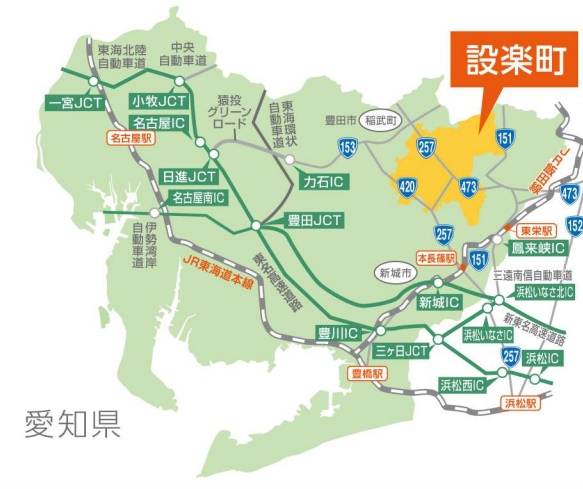 東海北陸
自動車道
中央
自動車道
設楽町
一宮JCT
小牧JCT
猿投
グリーン
ロード
東海環状
自動車道
豊田市
稲武町
名古屋IC
名古屋駅
153
257
151
JR飯田線
日進JCT
力石IC
420
473
473
名古屋南IC
豊田JCT
257
東栄駅
152
鳳来峡IC
伊勢湾岸
自動車道
本長篠駅
151
JR東海道本線
東名高速道路
新城市
三遠南信自動車道
新城IC
浜松いなさ北IC
豊川IC
浜松いなさIC
新東名高速道路
三ヶ日JCT
257
浜松IC
豊橋駅
浜松西IC
浜松駅
愛知県